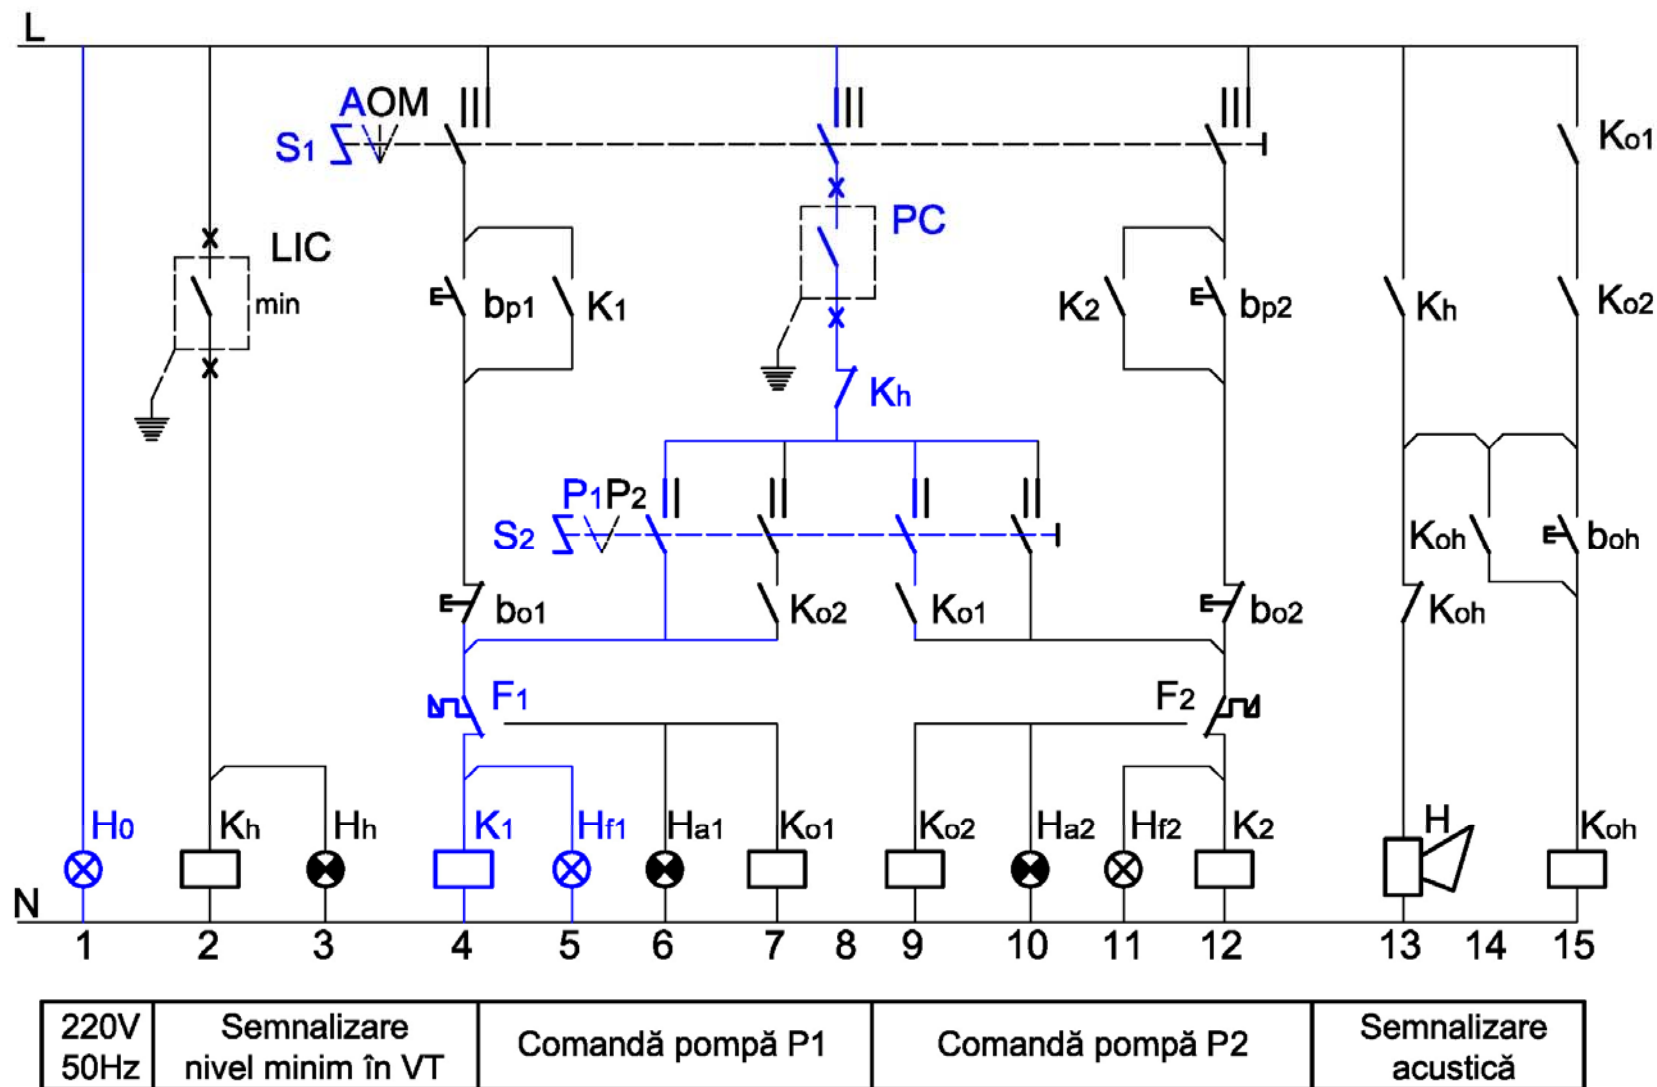 L
A O M
S1
Ko1
PC
LIC
min
bp1
K1
K2
bp2
Kh
Ko2
Kh
P1 P2
S2
Koh
boh
bo1
Ko2
Ko1
bo2
Koh
F1
F2
H0
Kh
Hh
K1
Hf1
Ha1
Ko1
Ko2
Ha2
Hf2
K2
H
Koh
N
1 2 3 4 5 6 7 8 9 10 11 12 13 14 15
220V
50Hz
Semnalizare
nivel minim în VT
Comandă pompă P1
Comandă pompă P2
Semnalizare
acustică